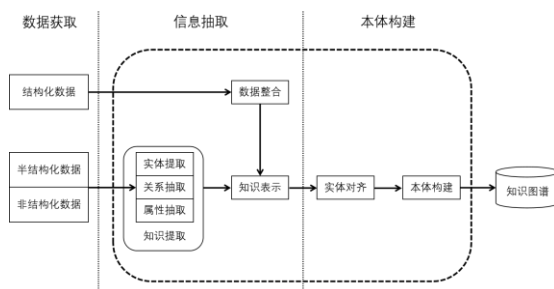 数据获取
信息抽取
本体构建
结构化数据
数据整合
半结构化数据
非结构化数据
实体提取
关系抽取
属性抽取
知识提取
知识表示
实体对齐
本体构建
知识图谱